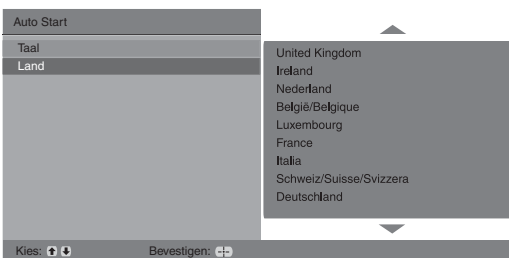 Auto Start
Taal
Land
United Kingdom
Ireland
Nederland
België/Belgique
Luxembourg
France
Italia
Schweiz/Suisse/Svizzera
Deutschland
Kies:
Bevestigen: